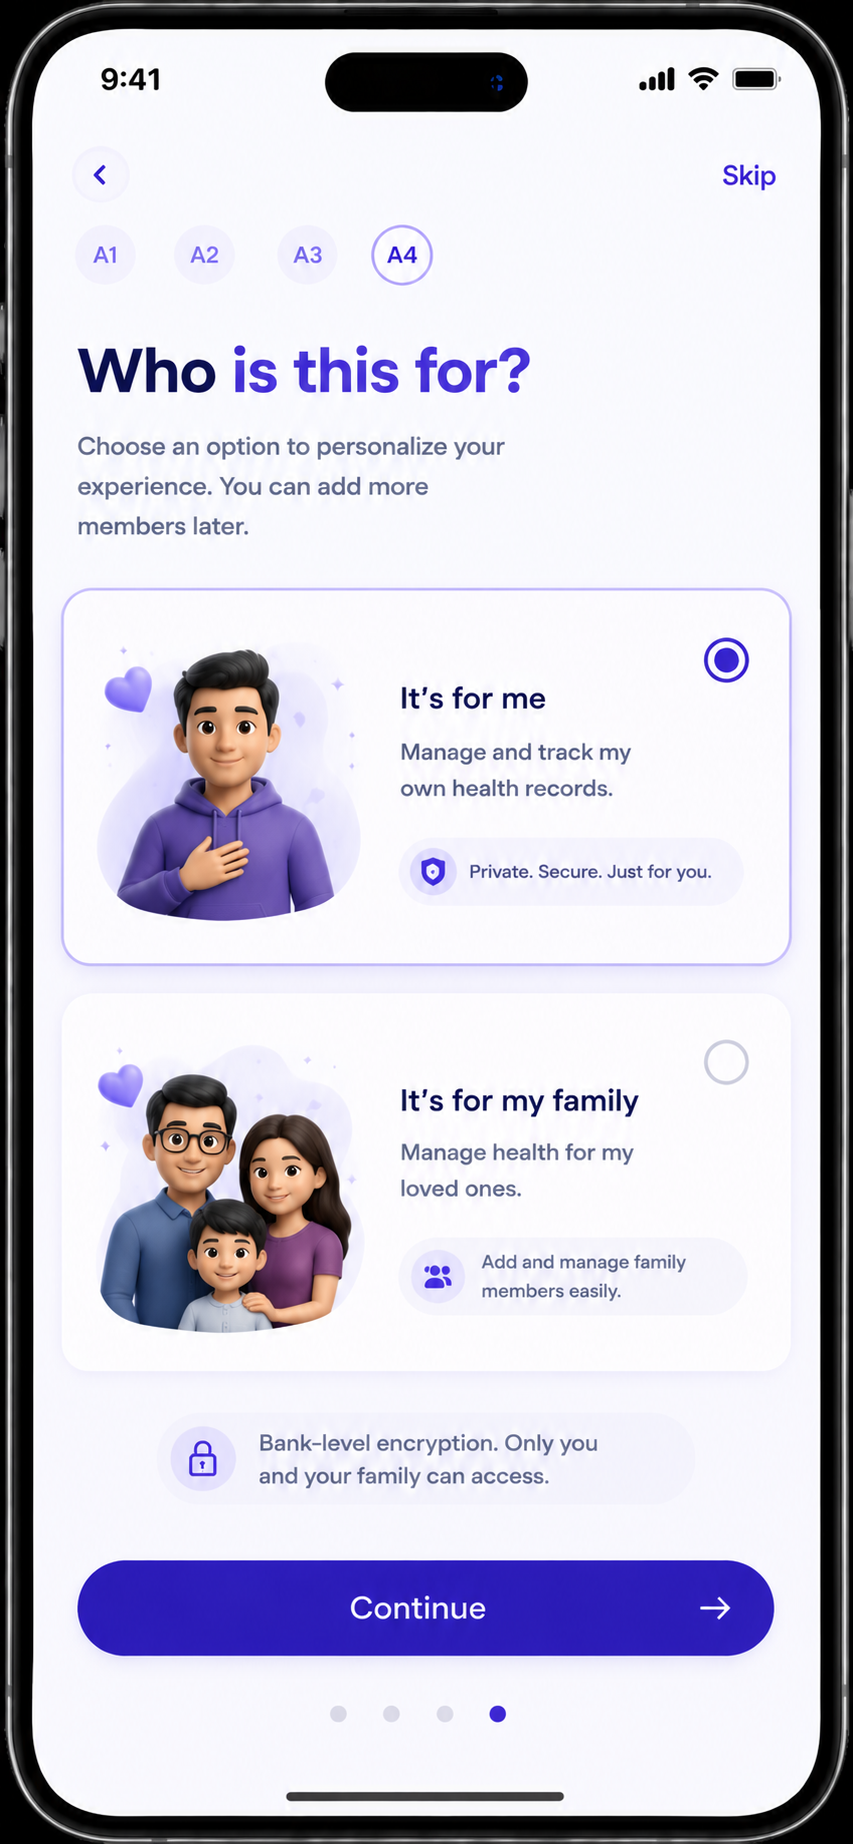 9:41
Skip
A1 A2 A3 A4
Who is this for?
Choose an option to personalize your
experience. You can add more
members later.
It's for me
Manage and track my
own health records.
Private. Secure. Just for you.
It's for my family
Manage health for my
loved ones.
Add and manage family
members easily.
Bank-level encryption. Only you
and your family can access.
Continue